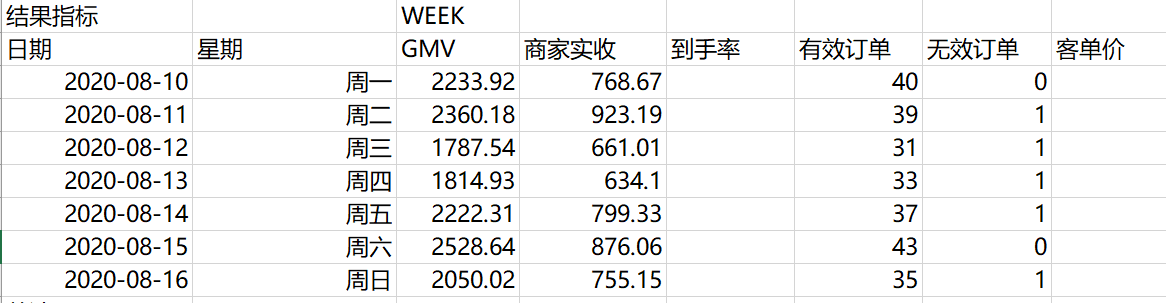 结果指标 WEEK
日期 星期 GMV 商家实收 到手率 有效订单 无效订单 客单价
2020-08-10 周一 2233.92 768.67 40 0
2020-08-11 周二 2360.18 923.19 39 1
2020-08-12 周三 1787.54 661.01 31 1
2020-08-13 周四 1814.93 634.1 33 1
2020-08-14 周五 2222.31 799.33 37 1
2020-08-15 周六 2528.64 876.06 43 0
2020-08-16 周日 2050.02 755.15 35 1